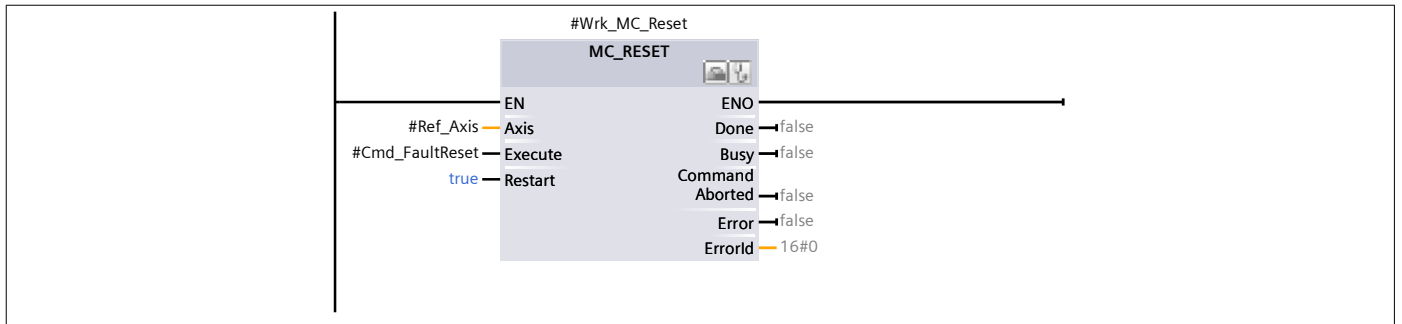 #Wrk_MC_Reset
MC_RESET
EN ENO
#Ref_Axis Axis Done false
#Cmd_FaultReset Execute Busy false
true Restart Command
Aborted false
Error false
ErrorId 16#0